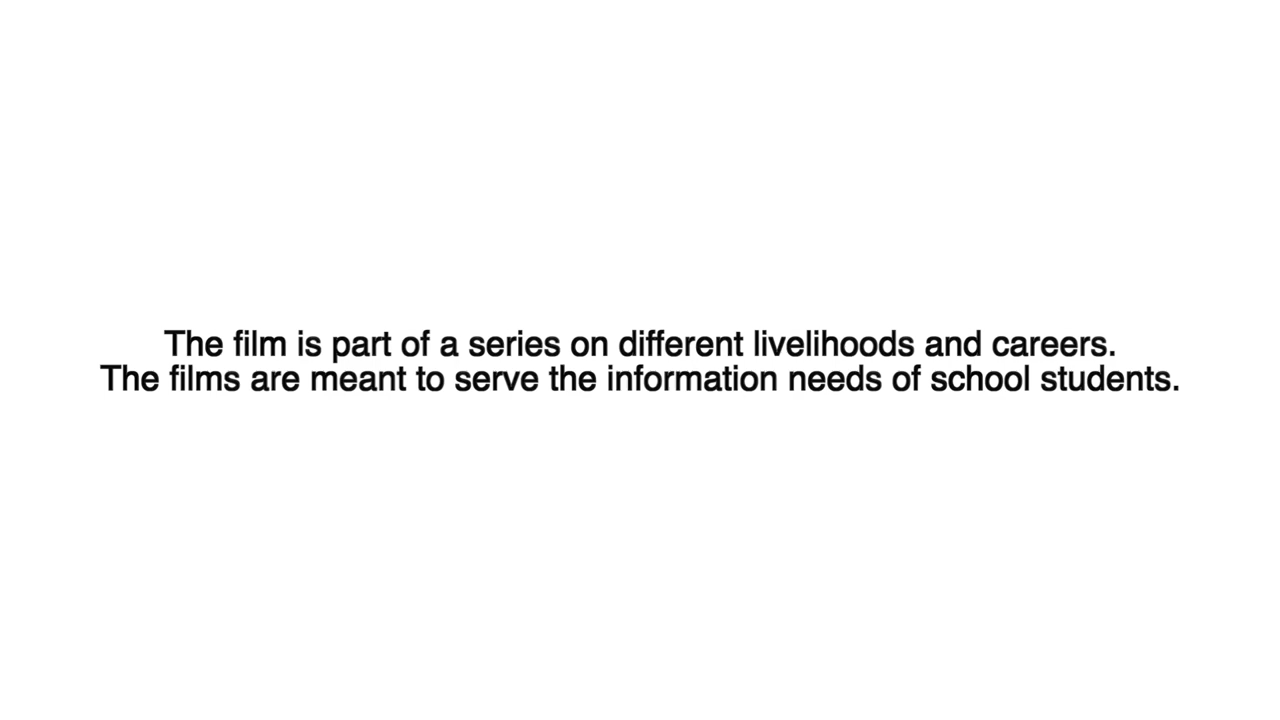 The film is part of a series on different livelihoods and careers.
The films are meant to serve the information needs of school students.